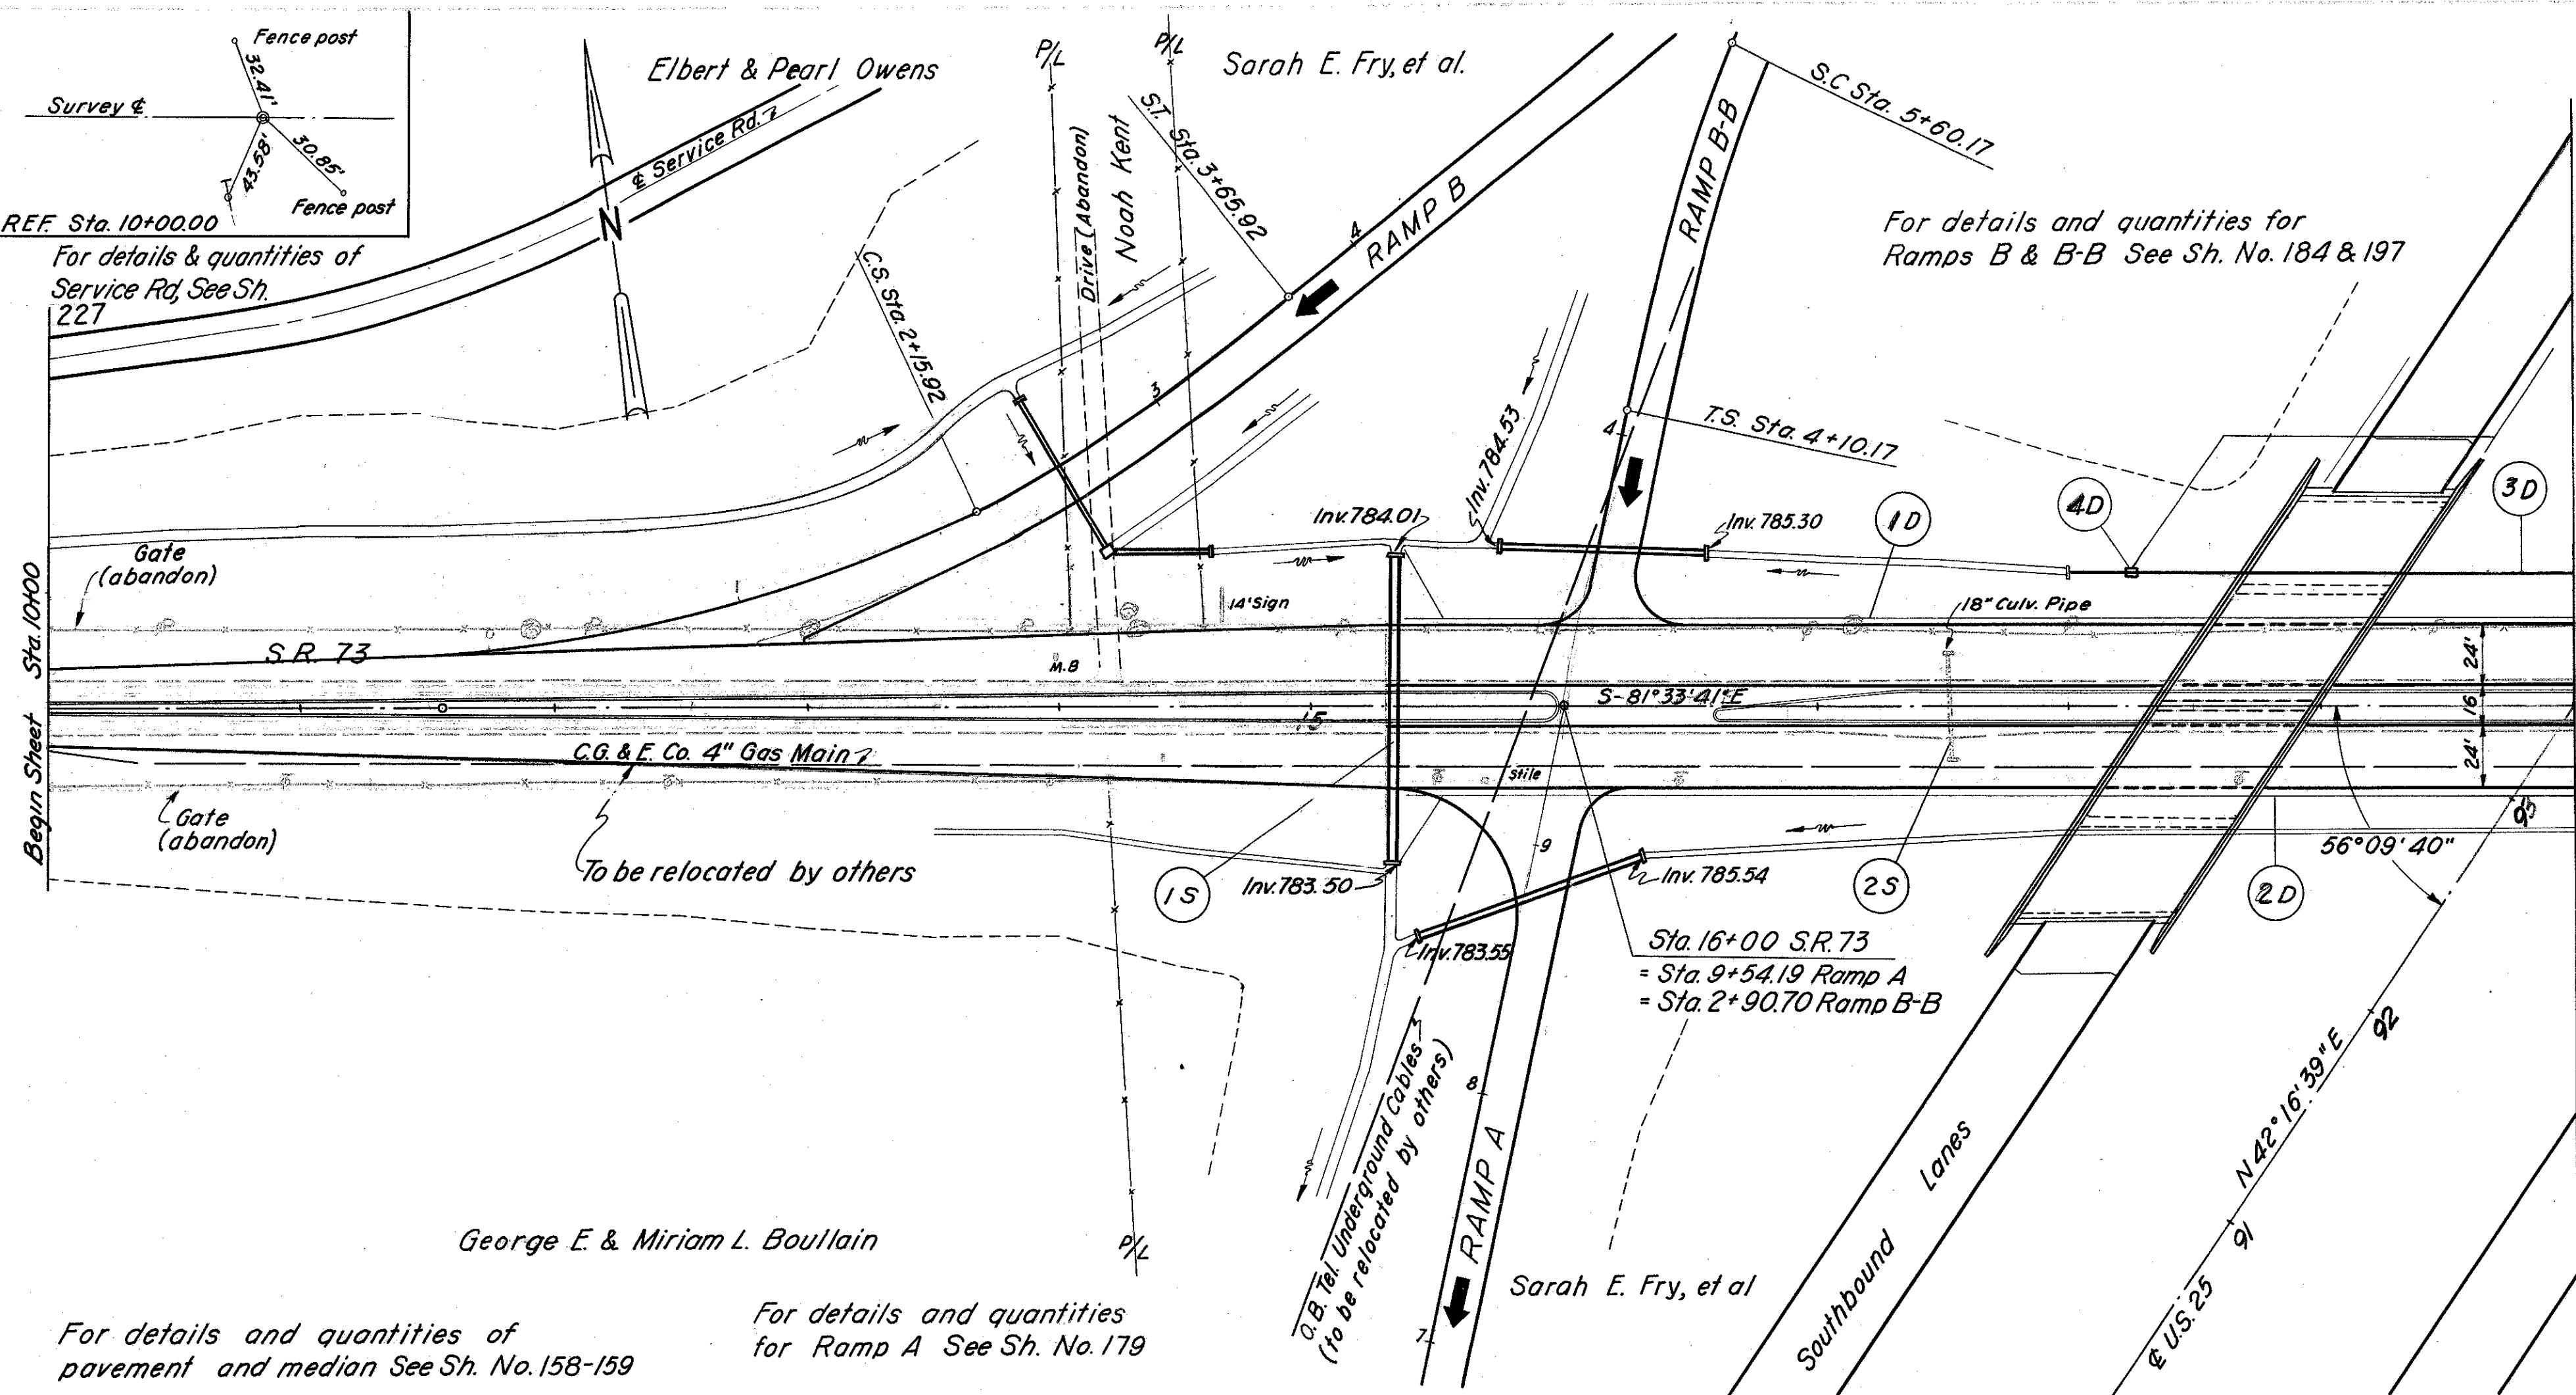 Fence post
32.41'
Survey ℄
43.58'
30.85'
Fence post
REF. Sta. 10+00.00
For details & quantities of
Service Rd, See Sh.
227
Elbert & Pearl Owens
℄ Service Rd.
N
P/L
P/L
Drive (Abandon)
Noah Kent
Sarah E. Fry, et al.
S.T. Sta. 3+65.92
C.S. Sta. 2+15.92
4
RAMP B
3
RAMP B-B
S.C Sta. 5+60.17
For details and quantities for
Ramps B & B-B See Sh. No. 184 & 197
4
T.S. Sta. 4+10.17
Inv. 784.01
Inv. 784.53
Inv. 785.30
1D
4D
3D
Gate
(abandon)
Begin Sheet Sta. 10+00
1
14' Sign
18" Culv. Pipe
S.R. 73
M.B
S-81°33'41"E
24'
16'
24'
15
C.G. & E. Co. 4" Gas Main
Stile
Gate
(abandon)
To be relocated by others
1S
Inv. 783.50
9
Inv. 785.54
2S
93
56°09'40"
2D
Inv. 783.55
Sta. 16+00 S.R. 73
= Sta. 9+54.19 Ramp A
= Sta. 2+90.70 Ramp B-B
O.B. Tel. Underground Cables
(to be relocated by others)
8
RAMP A
7
92
N 42°16'39" E
91
℄ U.S. 25
Southbound Lanes
George E. & Miriam L. Boullain
P/L
Sarah E. Fry, et al
For details and quantities of
pavement and median See Sh. No. 158-159
For details and quantities
for Ramp A See Sh. No. 179